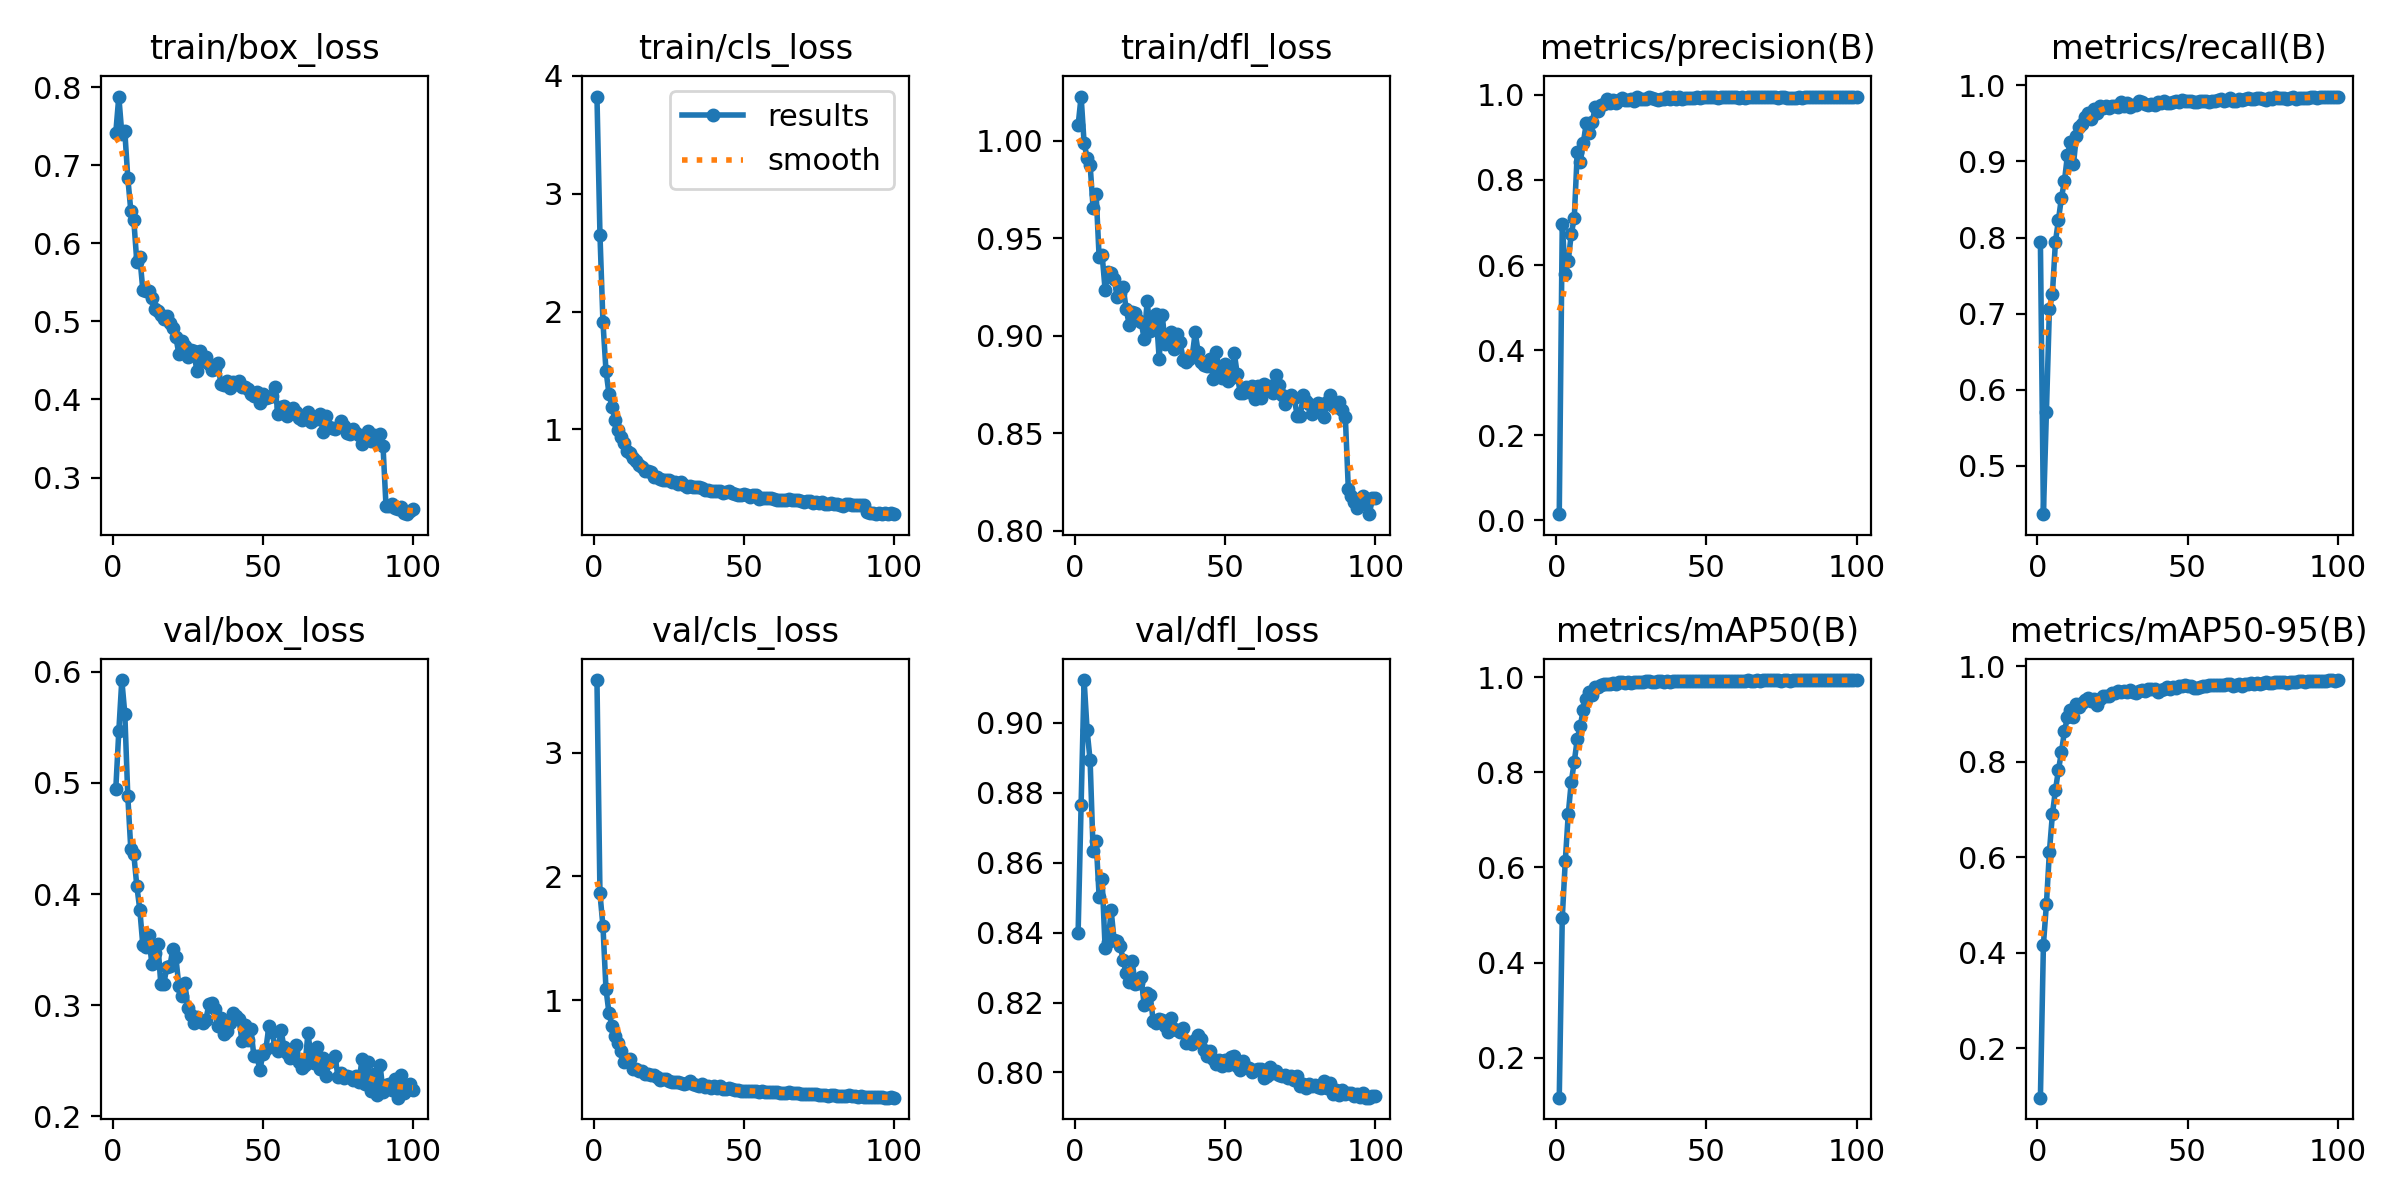 train/box_loss
0.8
0.7
0.6
0.5
0.4
0.3
0 50 100
train/cls_loss
results
smooth
4
3
2
1
0 50 100
train/dfl_loss
1.00
0.95
0.90
0.85
0.80
0 50 100
metrics/precision(B)
1.0
0.8
0.6
0.4
0.2
0.0
0 50 100
metrics/recall(B)
1.0
0.9
0.8
0.7
0.6
0.5
0 50 100
val/box_loss
0.6
0.5
0.4
0.3
0.2
0 50 100
val/cls_loss
3
2
1
0 50 100
val/dfl_loss
0.90
0.88
0.86
0.84
0.82
0.80
0 50 100
metrics/mAP50(B)
1.0
0.8
0.6
0.4
0.2
0 50 100
metrics/mAP50-95(B)
1.0
0.8
0.6
0.4
0.2
0 50 100